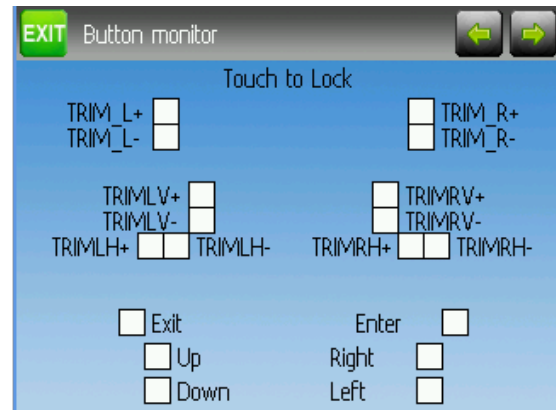 EXIT Button monitor
Touch to Lock
TRIM_L+ TRIM_R+
TRIM_L- TRIM_R-
TRIMLV+ TRIMRV+
TRIMLV- TRIMRV-
TRIMLH+ TRIMLH- TRIMRH+ TRIMRH-
Exit Enter
Up Right
Down Left